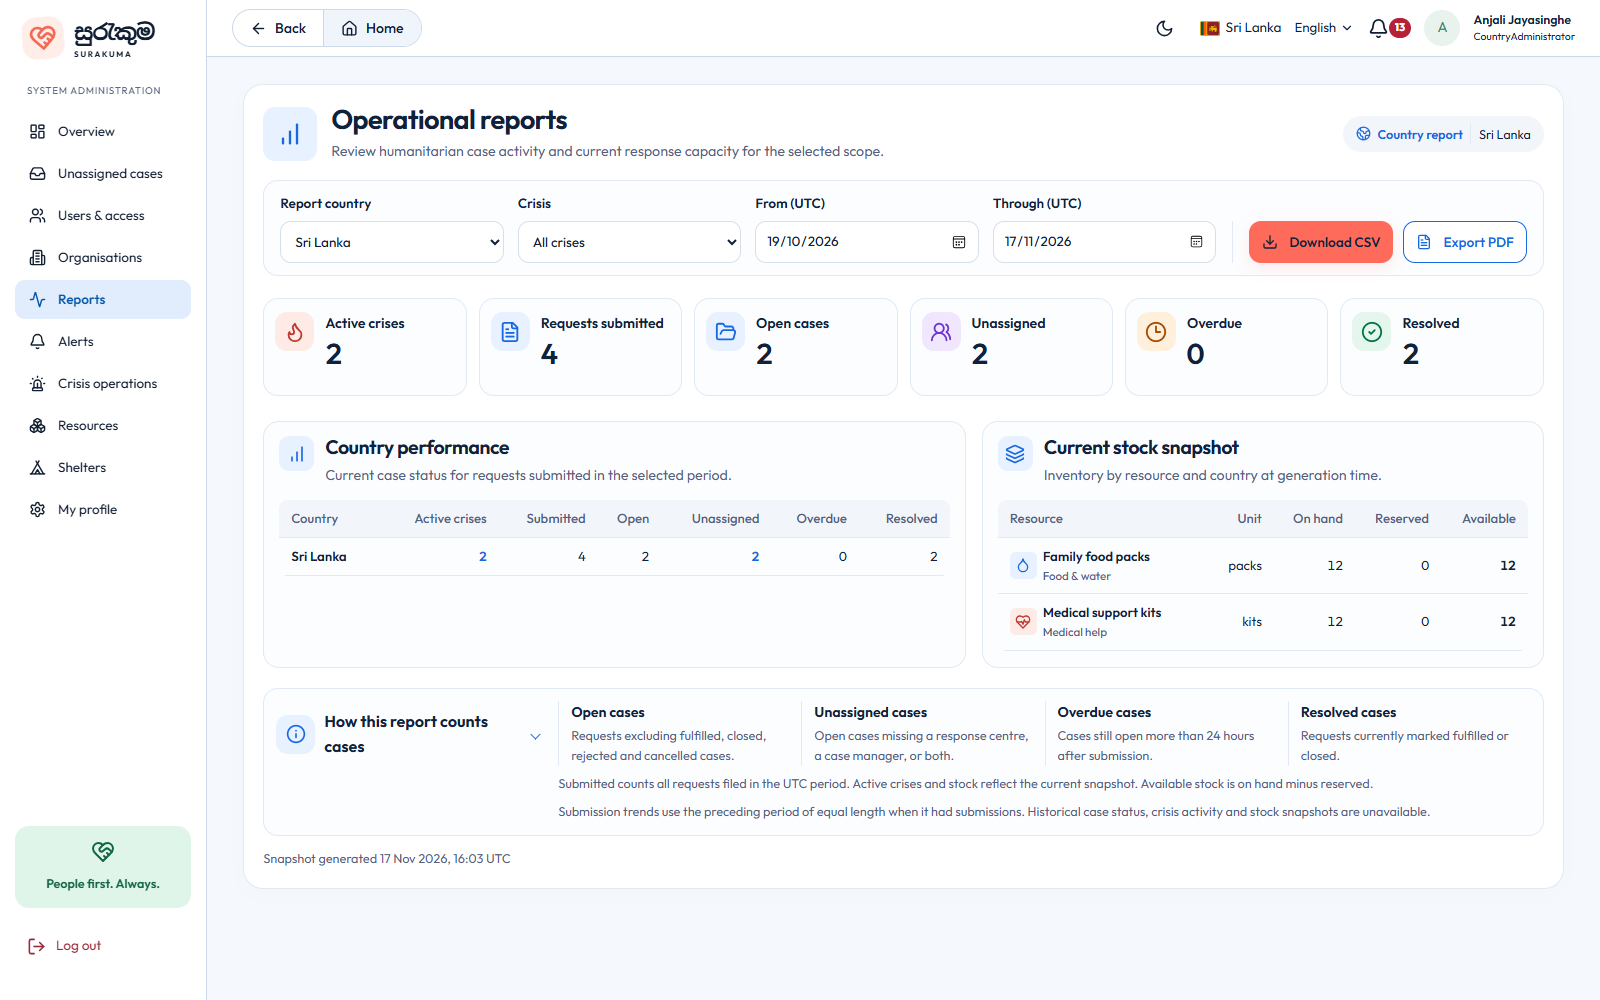 සුරැකුම
SURAKUMA
SYSTEM ADMINISTRATION
Overview
Unassigned cases
Users & access
Organisations
Reports
Alerts
Crisis operations
Resources
Shelters
My profile
People first. Always.
Log out
Back
Home
Sri Lanka
English
13
A
Anjali Jayasinghe
CountryAdministrator
Operational reports
Review humanitarian case activity and current response capacity for the selected scope.
Country report
Sri Lanka
Report country
Crisis
From (UTC)
Through (UTC)
Sri Lanka
All crises
19/10/2026
17/11/2026
Download CSV
Export PDF
Active crises
2
Requests submitted
4
Open cases
2
Unassigned
2
Overdue
0
Resolved
2
Country performance
Current case status for requests submitted in the selected period.
Country Active crises Submitted Open Unassigned Overdue Resolved
Sri Lanka 2 4 2 2 0 2
Current stock snapshot
Inventory by resource and country at generation time.
Resource Unit On hand Reserved Available
Family food packs
Food & water
packs 12 0 12
Medical support kits
Medical help
kits 12 0 12
How this report counts
cases
Open cases
Requests excluding fulfilled, closed,
rejected and cancelled cases.
Unassigned cases
Open cases missing a response centre,
a case manager, or both.
Overdue cases
Cases still open more than 24 hours
after submission.
Resolved cases
Requests currently marked fulfilled or
closed.
Submitted counts all requests filed in the UTC period. Active crises and stock reflect the current snapshot. Available stock is on hand minus reserved.
Submission trends use the preceding period of equal length when it had submissions. Historical case status, crisis activity and stock snapshots are unavailable.
Snapshot generated 17 Nov 2026, 16:03 UTC